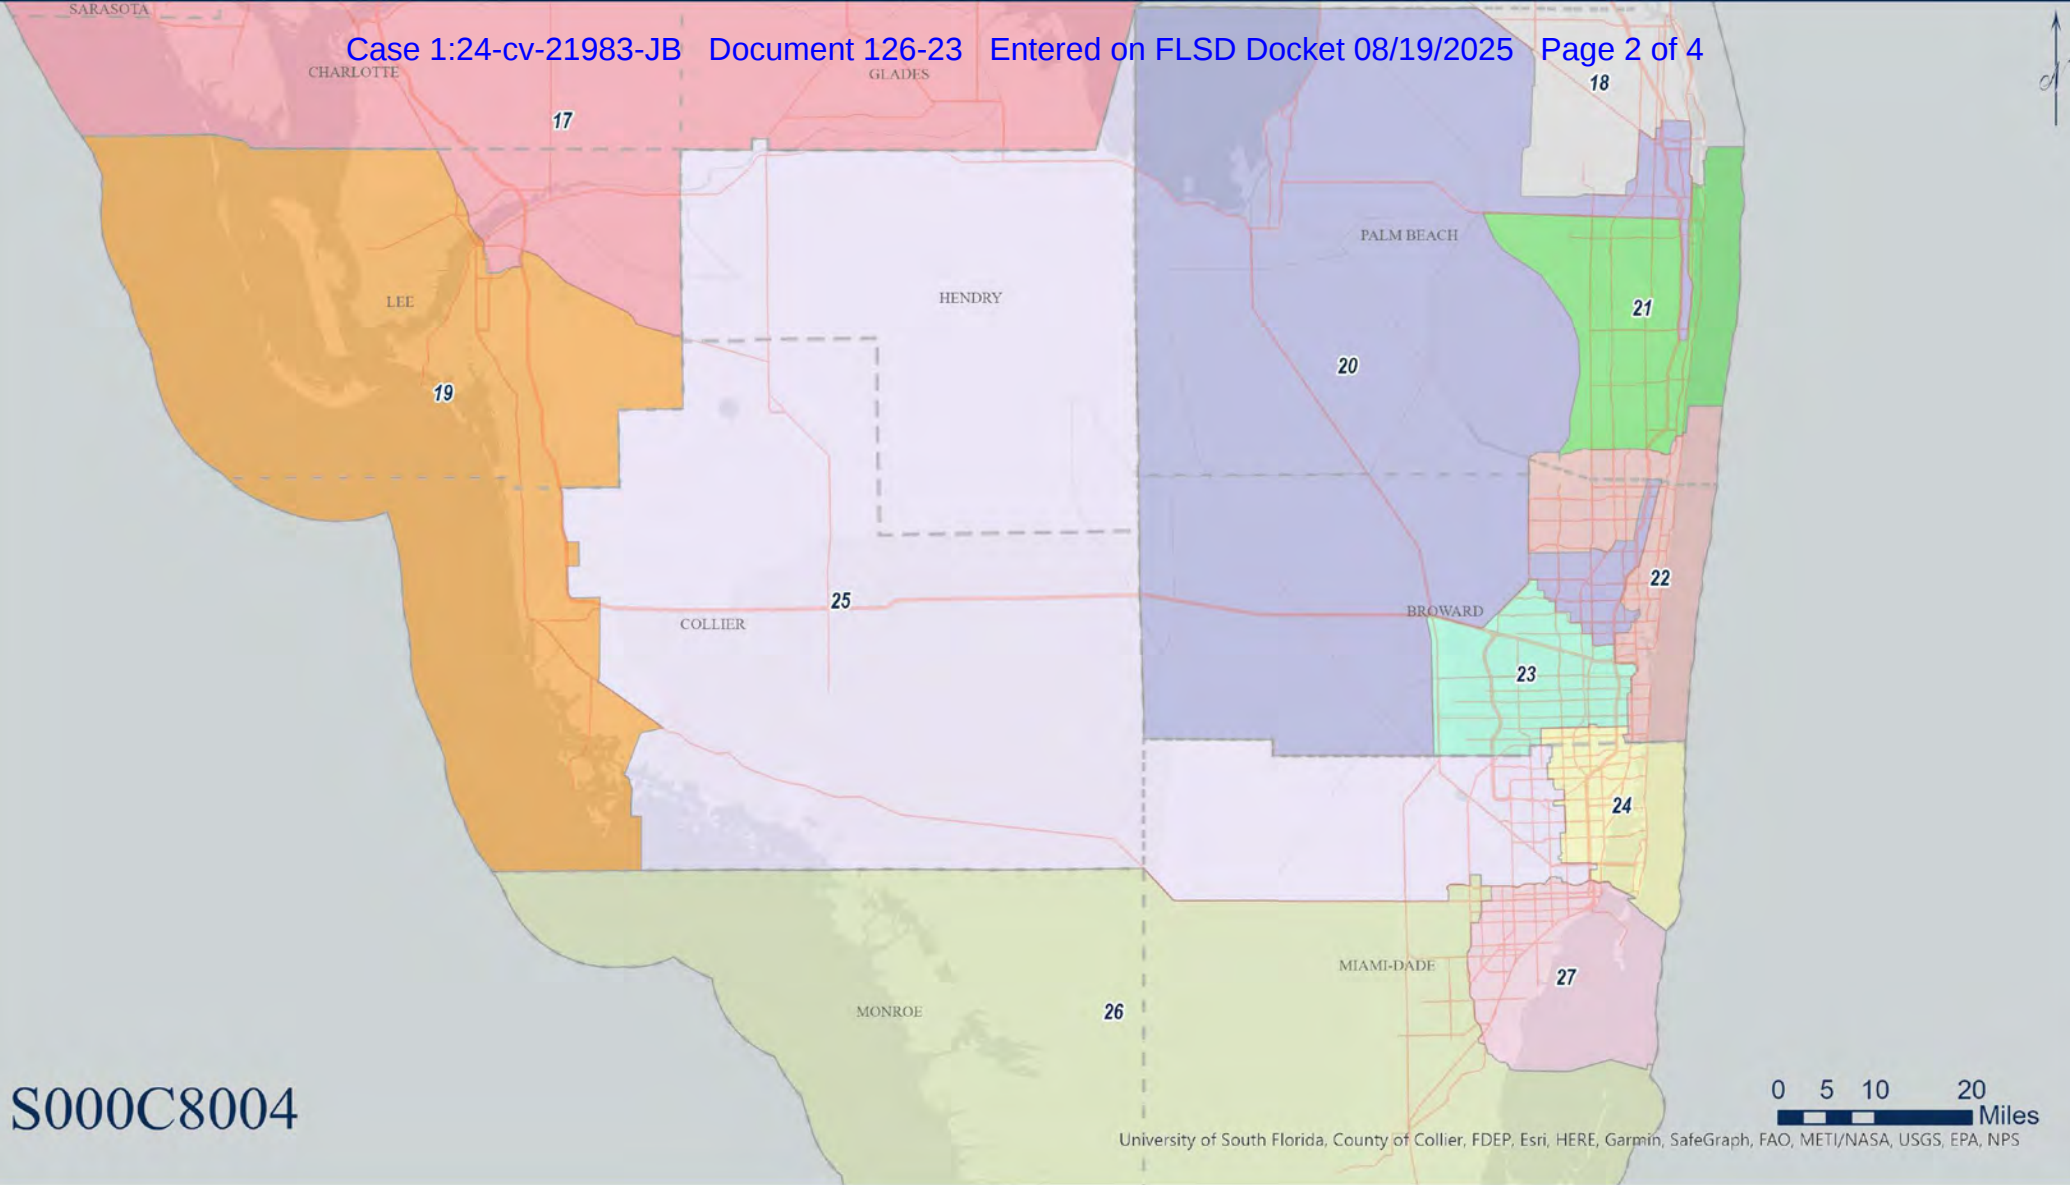 SARASOTA
Case 1:24-cv-21983-JB Document 126-23 Entered on FLSD Docket 08/19/2025 Page 2 of 4
CHARLOTTE
GLADES
18
17
PALM BEACH
LEE
HENDRY
21
20
19
22
25
BROWARD
COLLIER
23
24
MIAMI-DADE
27
MONROE
26
S000C8004
0 5 10 20
Miles
University of South Florida, County of Collier, FDEP, Esri, HERE, Garmin, SafeGraph, FAO, METI/NASA, USGS, EPA, NPS